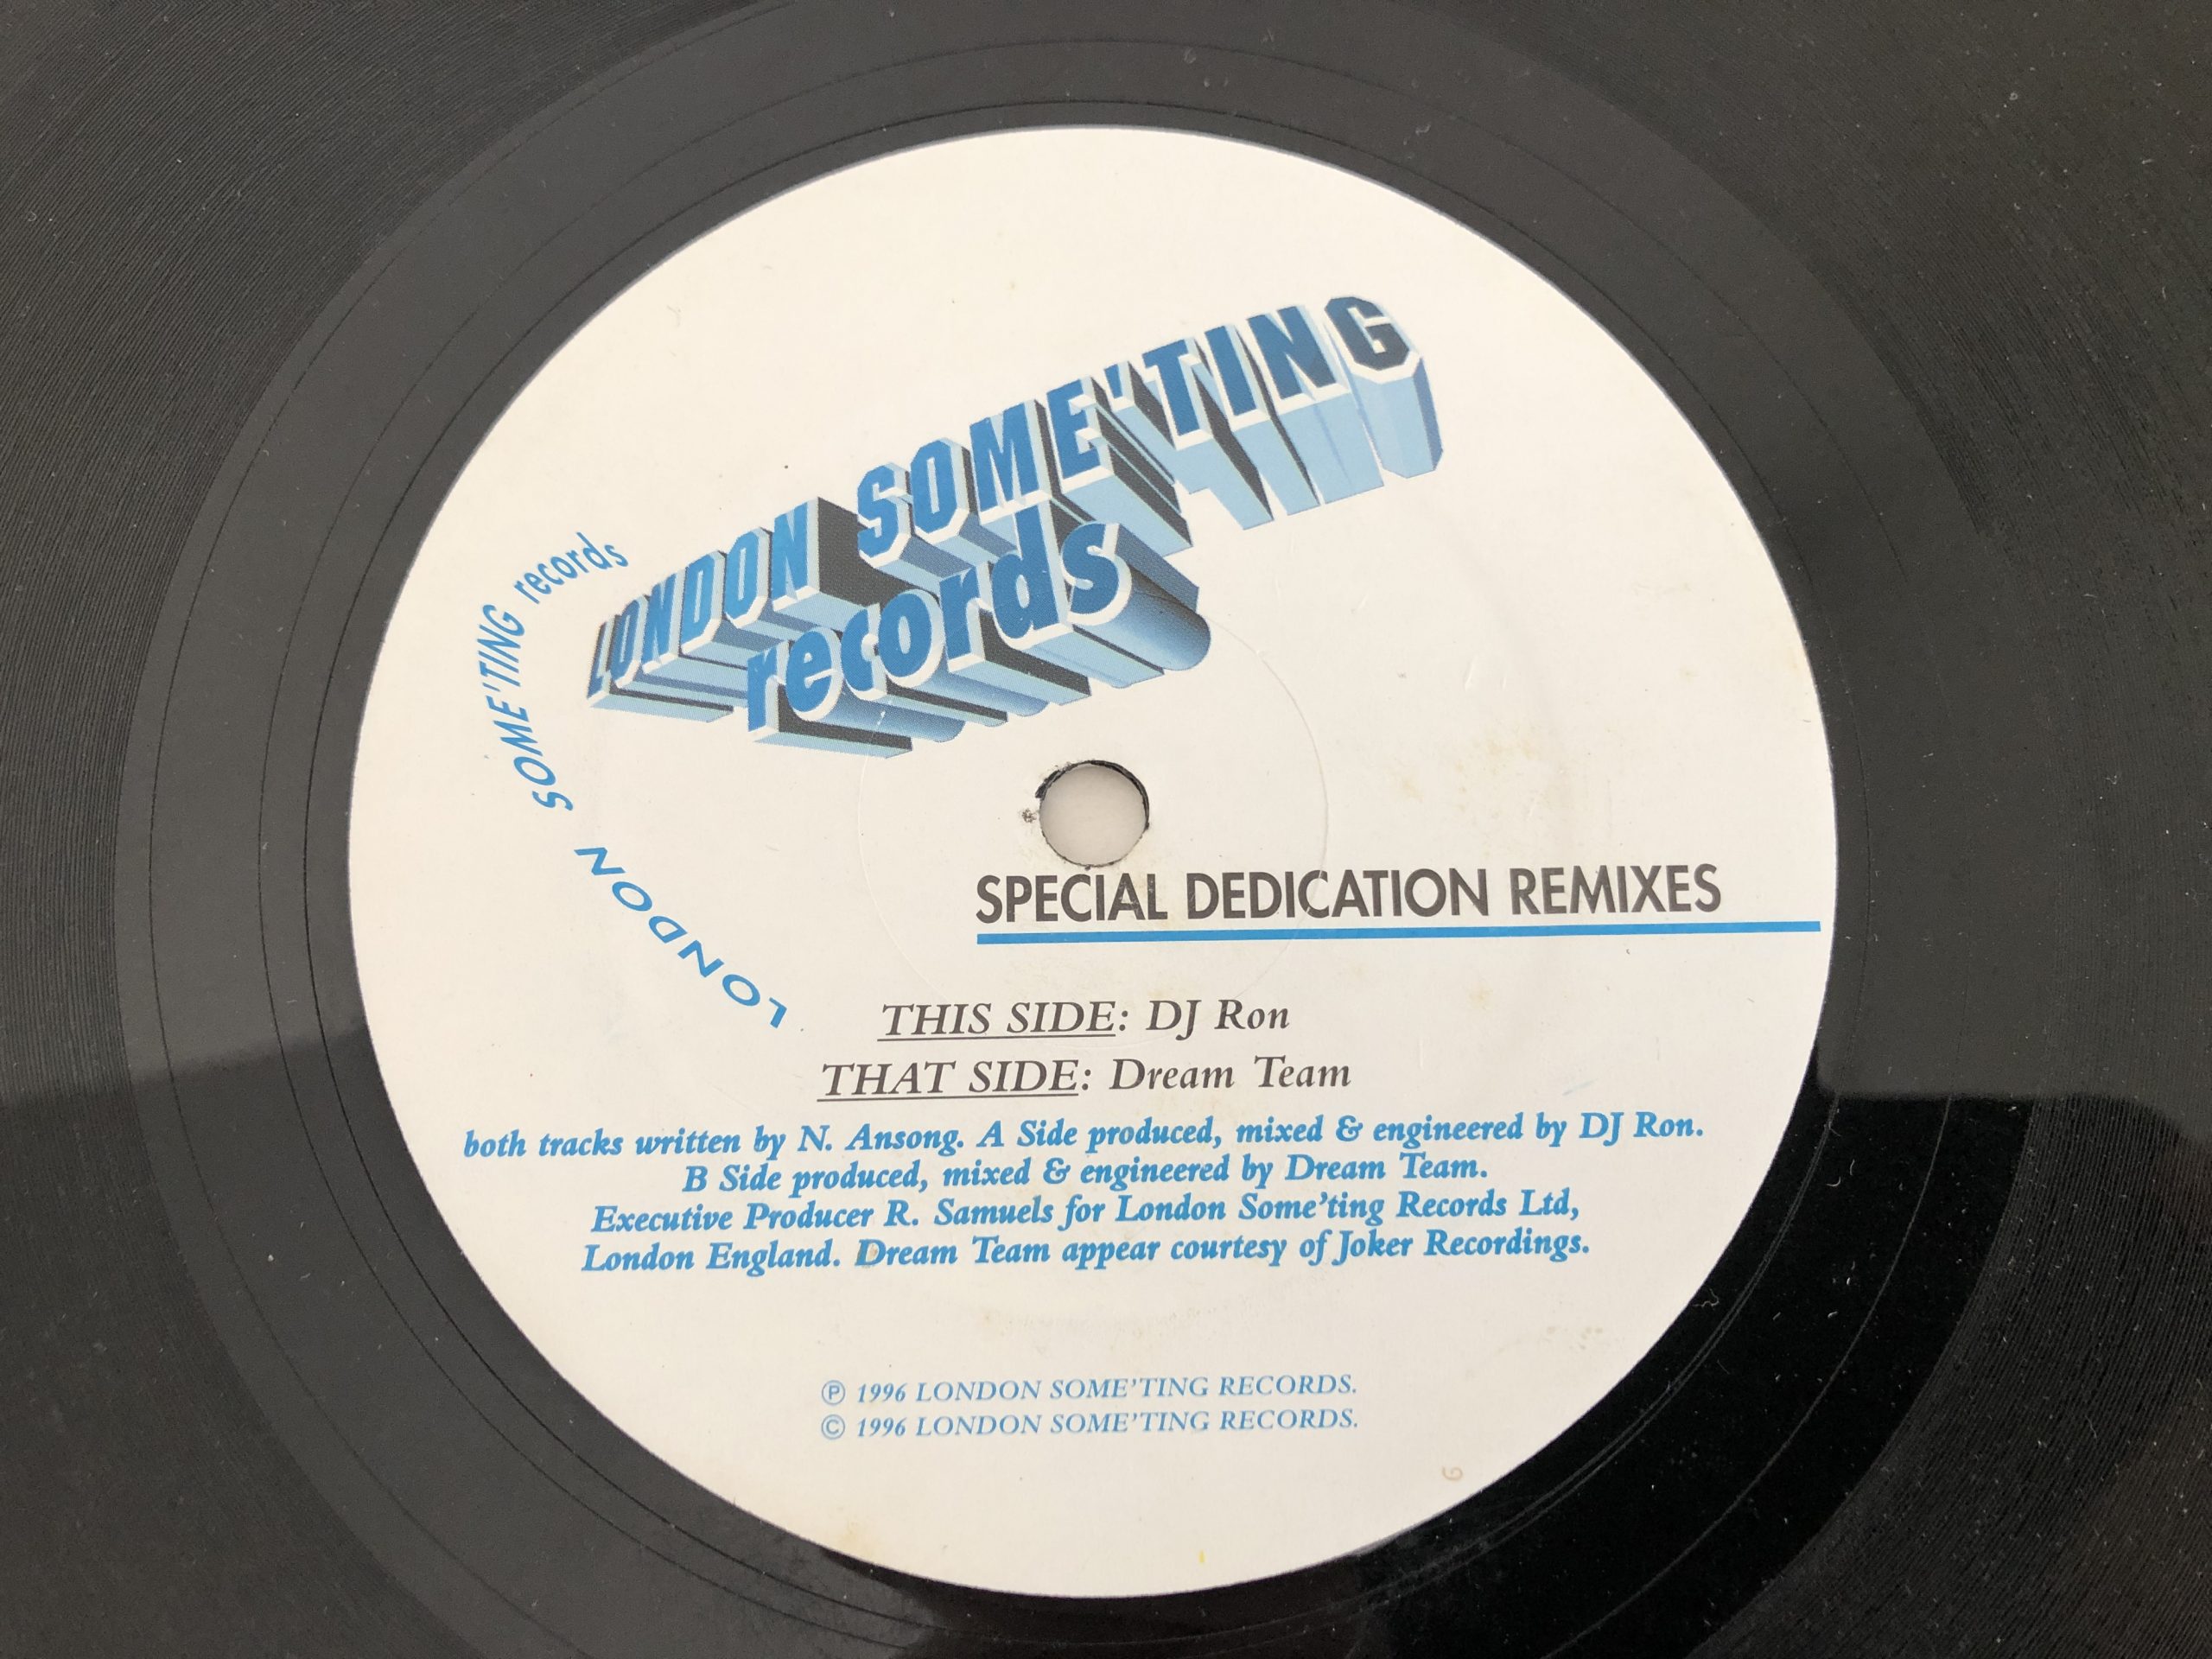 LONDON SOME'TING
records
LONDON SOME'TING records
SPECIAL DEDICATION REMIXES
THIS SIDE: DJ Ron
THAT SIDE: Dream Team
both tracks written by N. Ansong. A Side produced, mixed & engineered by DJ Ron.
B Side produced, mixed & engineered by Dream Team.
Executive Producer R. Samuels for London Some'ting Records Ltd,
London England. Dream Team appear courtesy of Joker Recordings.
℗ 1996 LONDON SOME'TING RECORDS.
© 1996 LONDON SOME'TING RECORDS.